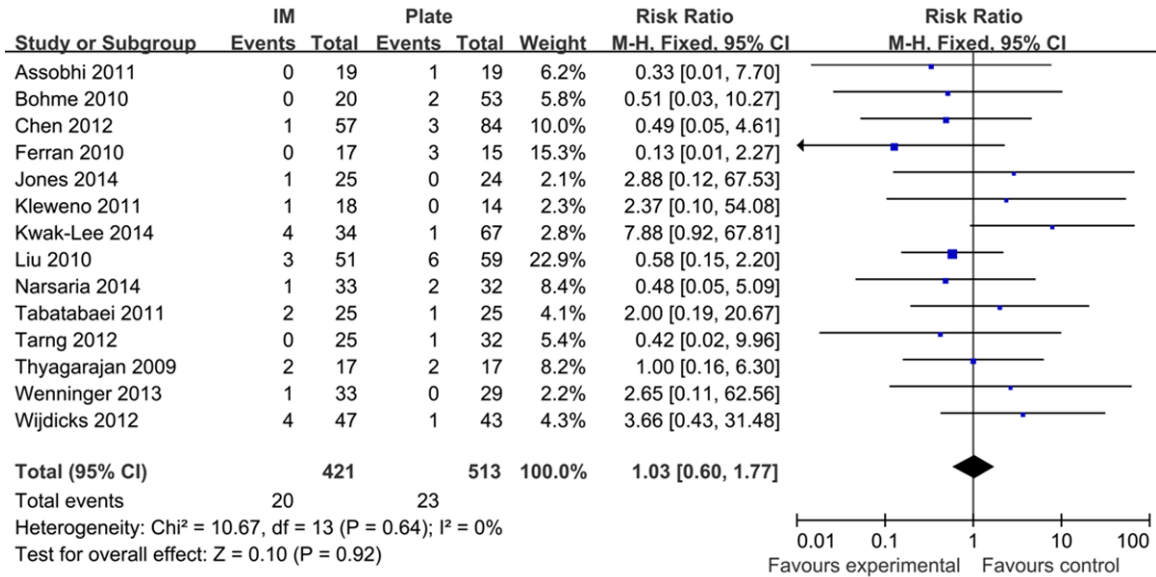 IM Plate Risk Ratio Risk Ratio
Study or Subgroup Events Total Events Total Weight M-H, Fixed, 95% CI M-H, Fixed, 95% CI
Assobhi 2011 0 19 1 19 6.2% 0.33 [0.01, 7.70]
Bohme 2010 0 20 2 53 5.8% 0.51 [0.03, 10.27]
Chen 2012 1 57 3 84 10.0% 0.49 [0.05, 4.61]
Ferran 2010 0 17 3 15 15.3% 0.13 [0.01, 2.27]
Jones 2014 1 25 0 24 2.1% 2.88 [0.12, 67.53]
Kleweno 2011 1 18 0 14 2.3% 2.37 [0.10, 54.08]
Kwak-Lee 2014 4 34 1 67 2.8% 7.88 [0.92, 67.81]
Liu 2010 3 51 6 59 22.9% 0.58 [0.15, 2.20]
Narsaria 2014 1 33 2 32 8.4% 0.48 [0.05, 5.09]
Tabatabaei 2011 2 25 1 25 4.1% 2.00 [0.19, 20.67]
Tarng 2012 0 25 1 32 5.4% 0.42 [0.02, 9.96]
Thyagarajan 2009 2 17 2 17 8.2% 1.00 [0.16, 6.30]
Wenninger 2013 1 33 0 29 2.2% 2.65 [0.11, 62.56]
Wijdicks 2012 4 47 1 43 4.3% 3.66 [0.43, 31.48]
Total (95% CI) 421 513 100.0% 1.03 [0.60, 1.77]
Total events 20 23
Heterogeneity: Chi² = 10.67, df = 13 (P = 0.64); I² = 0%
Test for overall effect: Z = 0.10 (P = 0.92)
0.01 0.1 1 10 100
Favours experimental Favours control